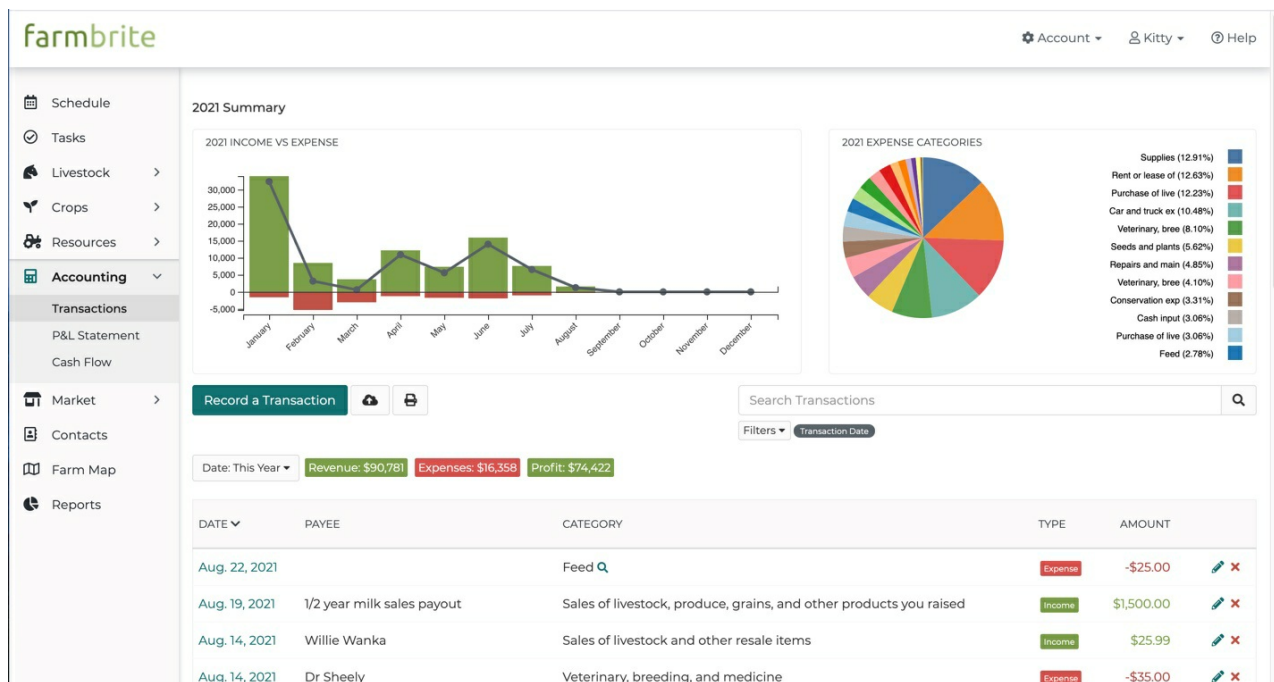 farmbrite
Account
Kitty
Help
Schedule
Tasks
Livestock
Crops
Resources
Accounting
Transactions
P&L Statement
Cash Flow
Market
Contacts
Farm Map
Reports
2021 Summary
2021 INCOME VS EXPENSE
30,000
25,000
20,000
15,000
10,000
5,000
0
-5,000
January
February
March
April
May
June
July
August
September
October
November
December
2021 EXPENSE CATEGORIES
Supplies (12.91%)
Rent or lease of (12.63%)
Purchase of live (12.23%)
Car and truck ex (10.48%)
Veterinary, bree (8.10%)
Seeds and plants (5.62%)
Repairs and main (4.85%)
Veterinary, bree (4.10%)
Conservation exp (3.31%)
Cash input (3.06%)
Purchase of live (3.06%)
Feed (2.78%)
Record a Transaction
Search Transactions
Filters
Transaction Date
Date: This Year
Revenue: $90,781
Expenses: $16,358
Profit: $74,422
DATE PAYEE CATEGORY TYPE AMOUNT
Aug. 22, 2021 Feed Expense -$25.00
Aug. 19, 2021 1/2 year milk sales payout Sales of livestock, produce, grains, and other products you raised Income $1,500.00
Aug. 14, 2021 Willie Wanka Sales of livestock and other resale items Income $25.99
Aug. 14, 2021 Dr Sheely Veterinary, breeding, and medicine Expense -$35.00